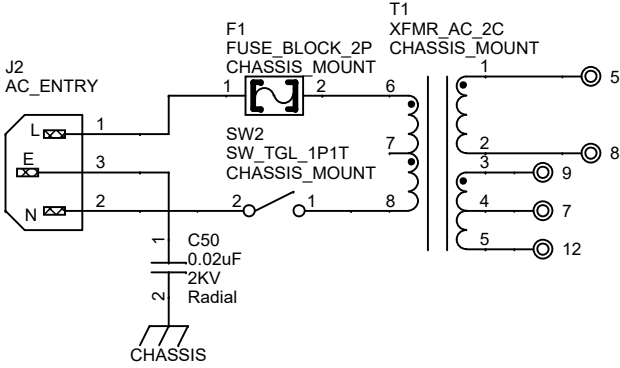 T1
XFMR_AC_2C
CHASSIS_MOUNT
F1
FUSE_BLOCK_2P
CHASSIS_MOUNT
J2
AC_ENTRY
1 2 6 1 5
L 1
7 2 8
SW2
SW_TGL_1P1T
CHASSIS_MOUNT
E 3
3 9
N 2 2 1 8
4 7
5 12
1
C50
0.02uF
2KV
Radial
2
CHASSIS